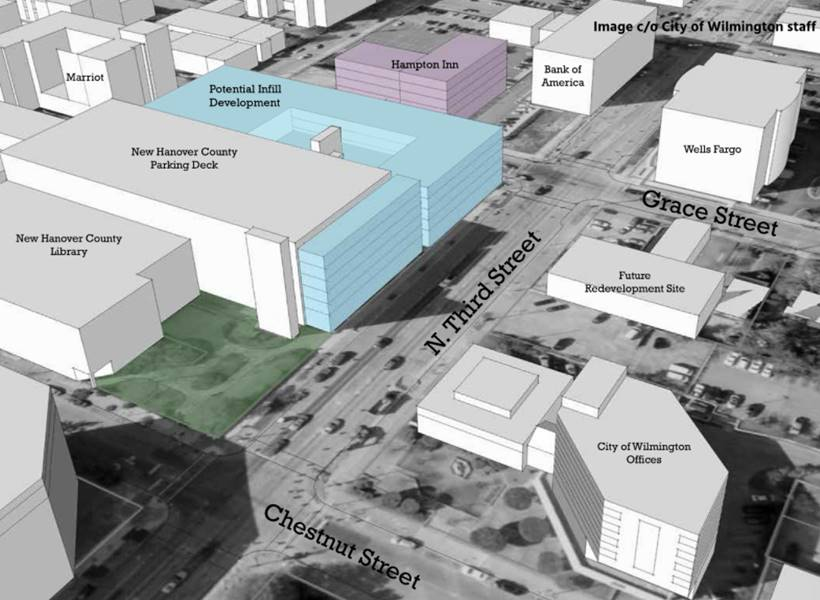 Image c/o City of Wilmington staff
Hampton Inn
Bank of
America
Marriot
Potential Infill
Development
New Hanover County
Parking Deck
Wells Fargo
Grace Street
New Hanover County
Library
Future
Redevelopment Site
N. Third Street
City of Wilmington
Offices
Chestnut Street